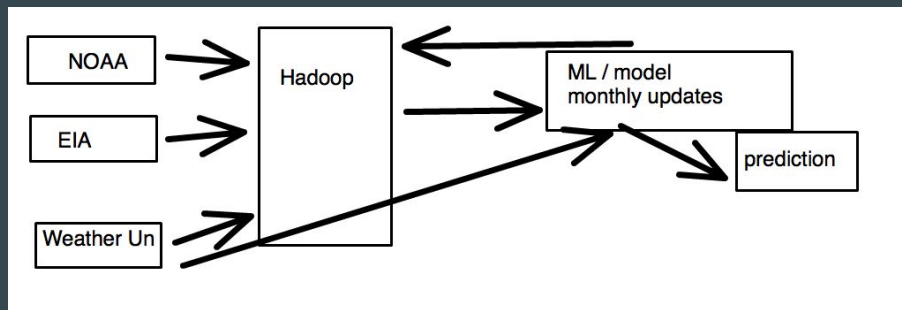 NOAA
EIA
Weather Un
Hadoop
ML / model
monthly updates
prediction